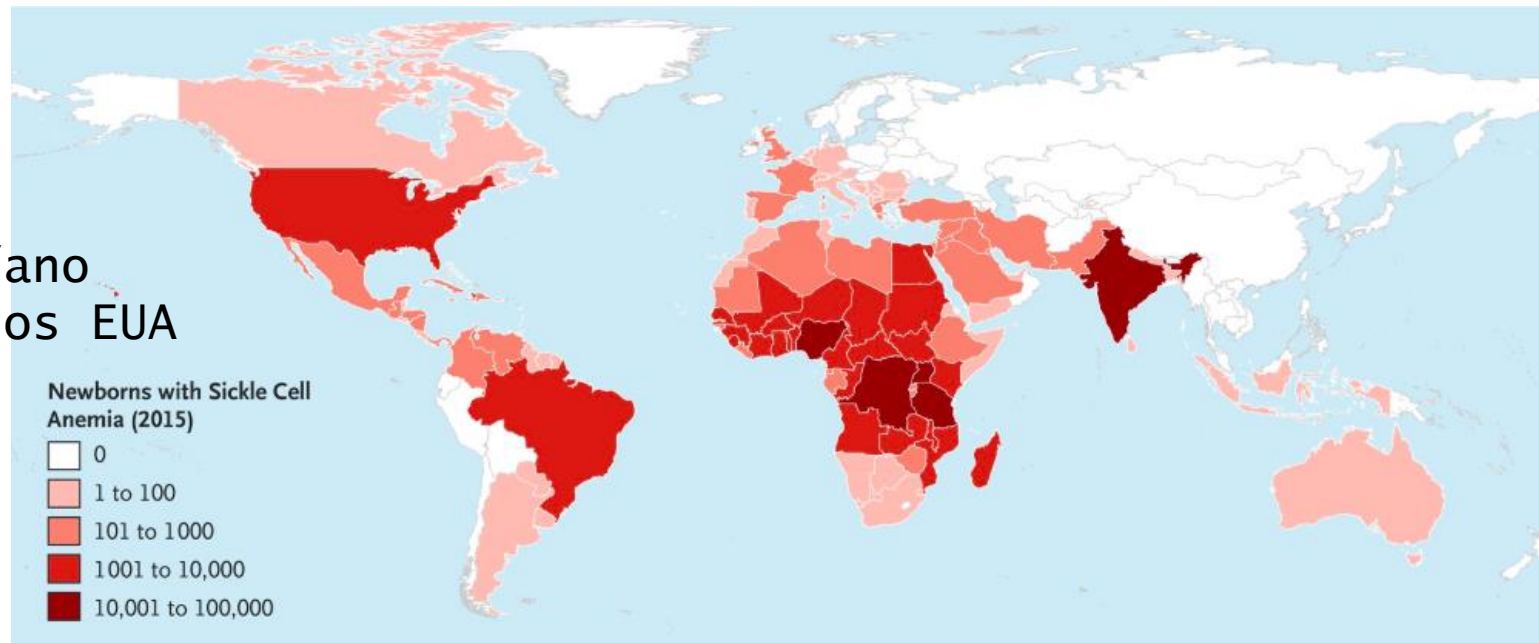 ano
os EUA
Newborns with Sickle Cell
Anemia (2015)
0
1 to 100
101 to 1000
1001 to 10,000
10,001 to 100,000